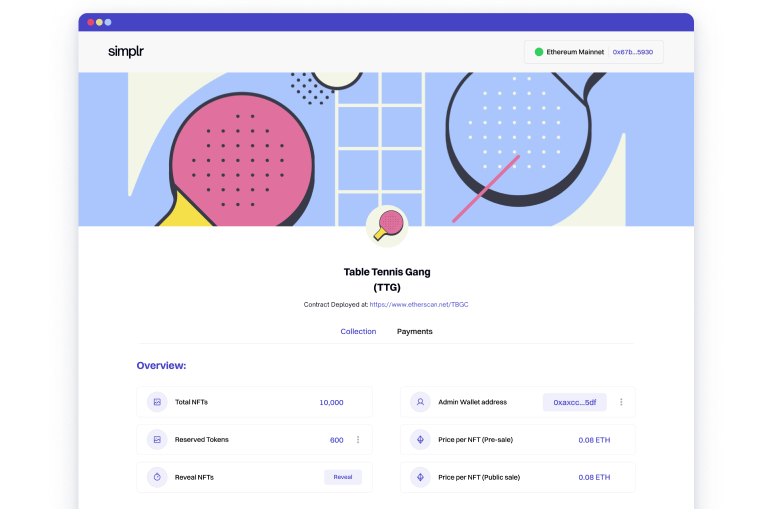 simplr
Ethereum Mainnet
0x67b...5930
Table Tennis Gang
(TTG)
Contract Deployed at: https://www.etherscan.net/TBGC
Collection
Payments
Overview:
Total NFTs
10,000
Admin Wallet address
0xaxcc...5df
Reserved Tokens
600
Price per NFT (Pre-sale)
0.08 ETH
Reveal NFTs
Reveal
Price per NFT (Public sale)
0.08 ETH